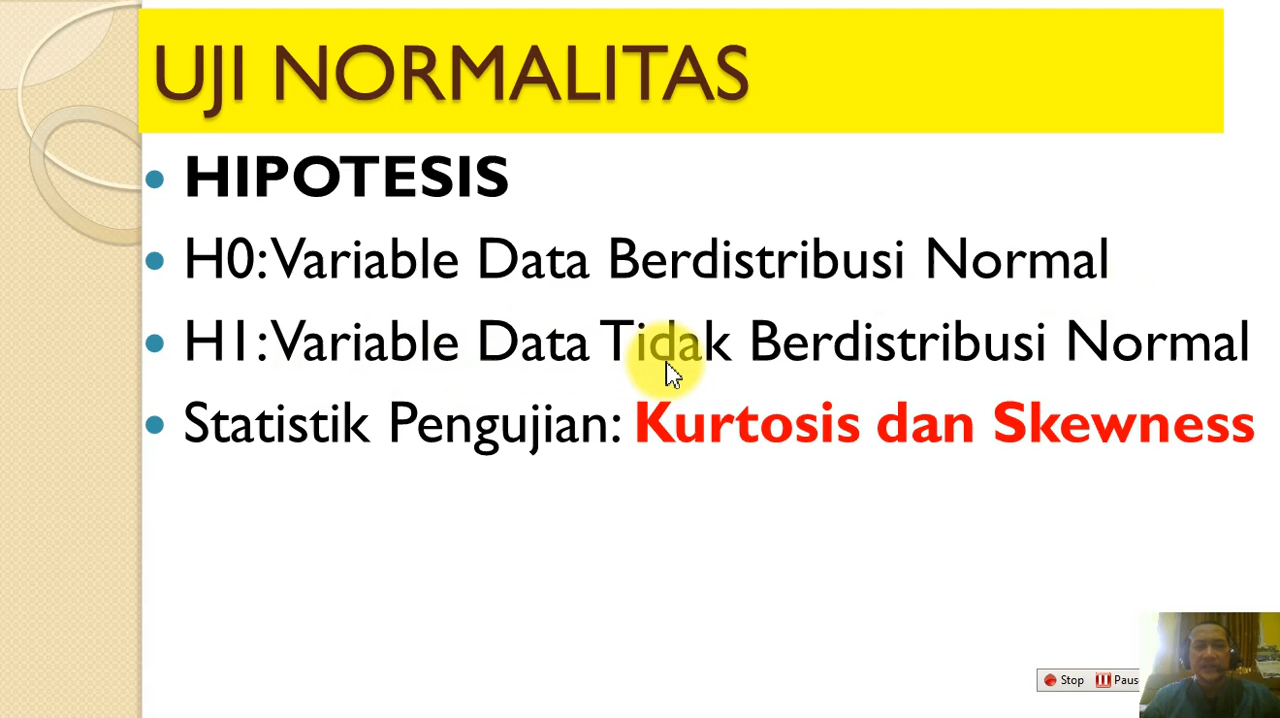 UJI NORMALITAS
HIPOTESIS
H0: Variable Data Berdistribusi Normal
H1: Variable Data Tidak Berdistribusi Normal
Statistik Pengujian: Kurtosis dan Skewness
Stop Paus